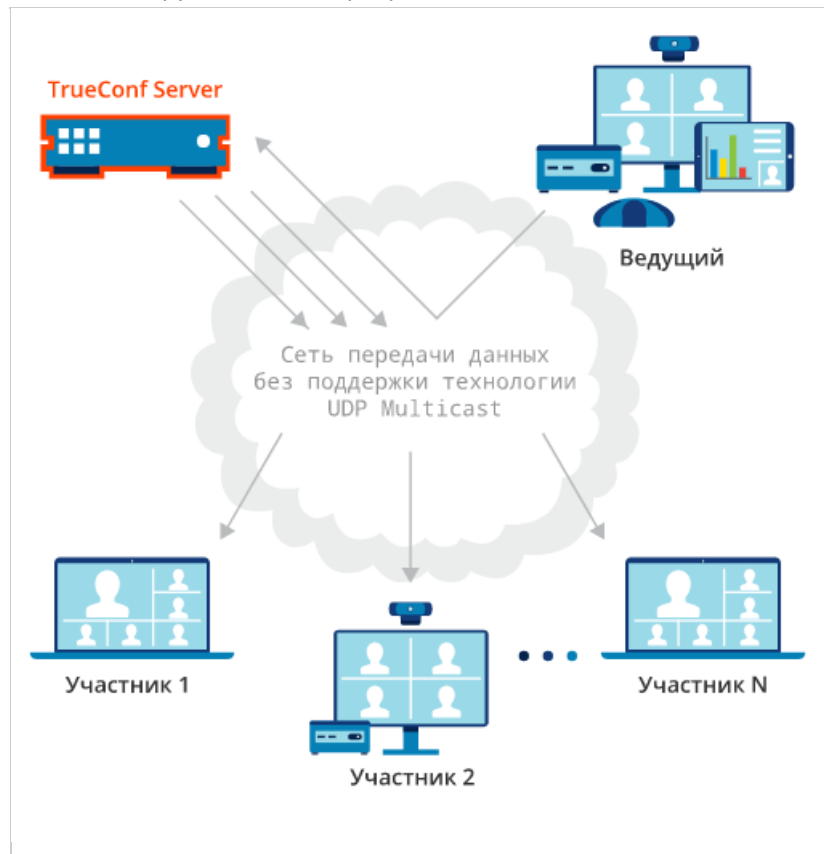 TrueConf Server
Ведущий
Сеть передачи данных
без поддержки технологии
UDP Multicast
Участник 1
Участник N
Участник 2